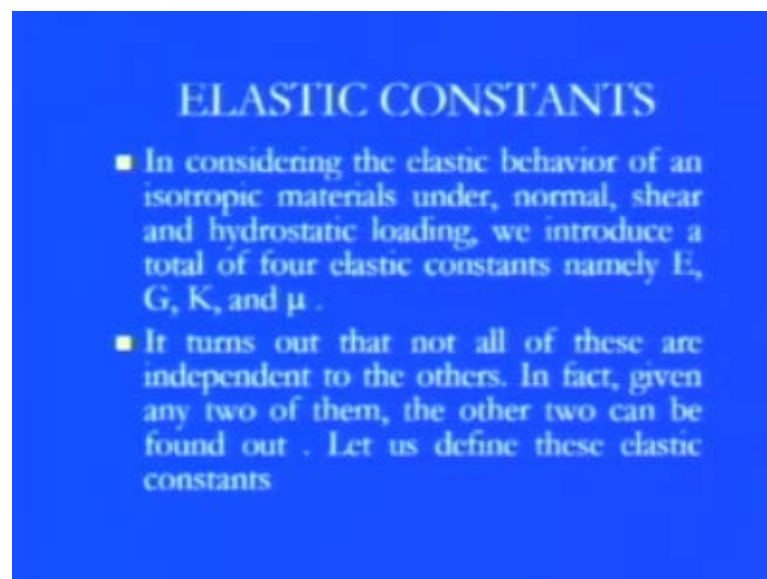 ELASTIC CONSTANTS
In considering the elastic behavior of an
isotropic materials under, normal, shear
and hydrostatic loading, we introduce a
total of four elastic constants namely E,
G, K, and μ .
It turns out that not all of these are
independent to the others. In fact, given
any two of them, the other two can be
found out . Let us define these elastic
constants